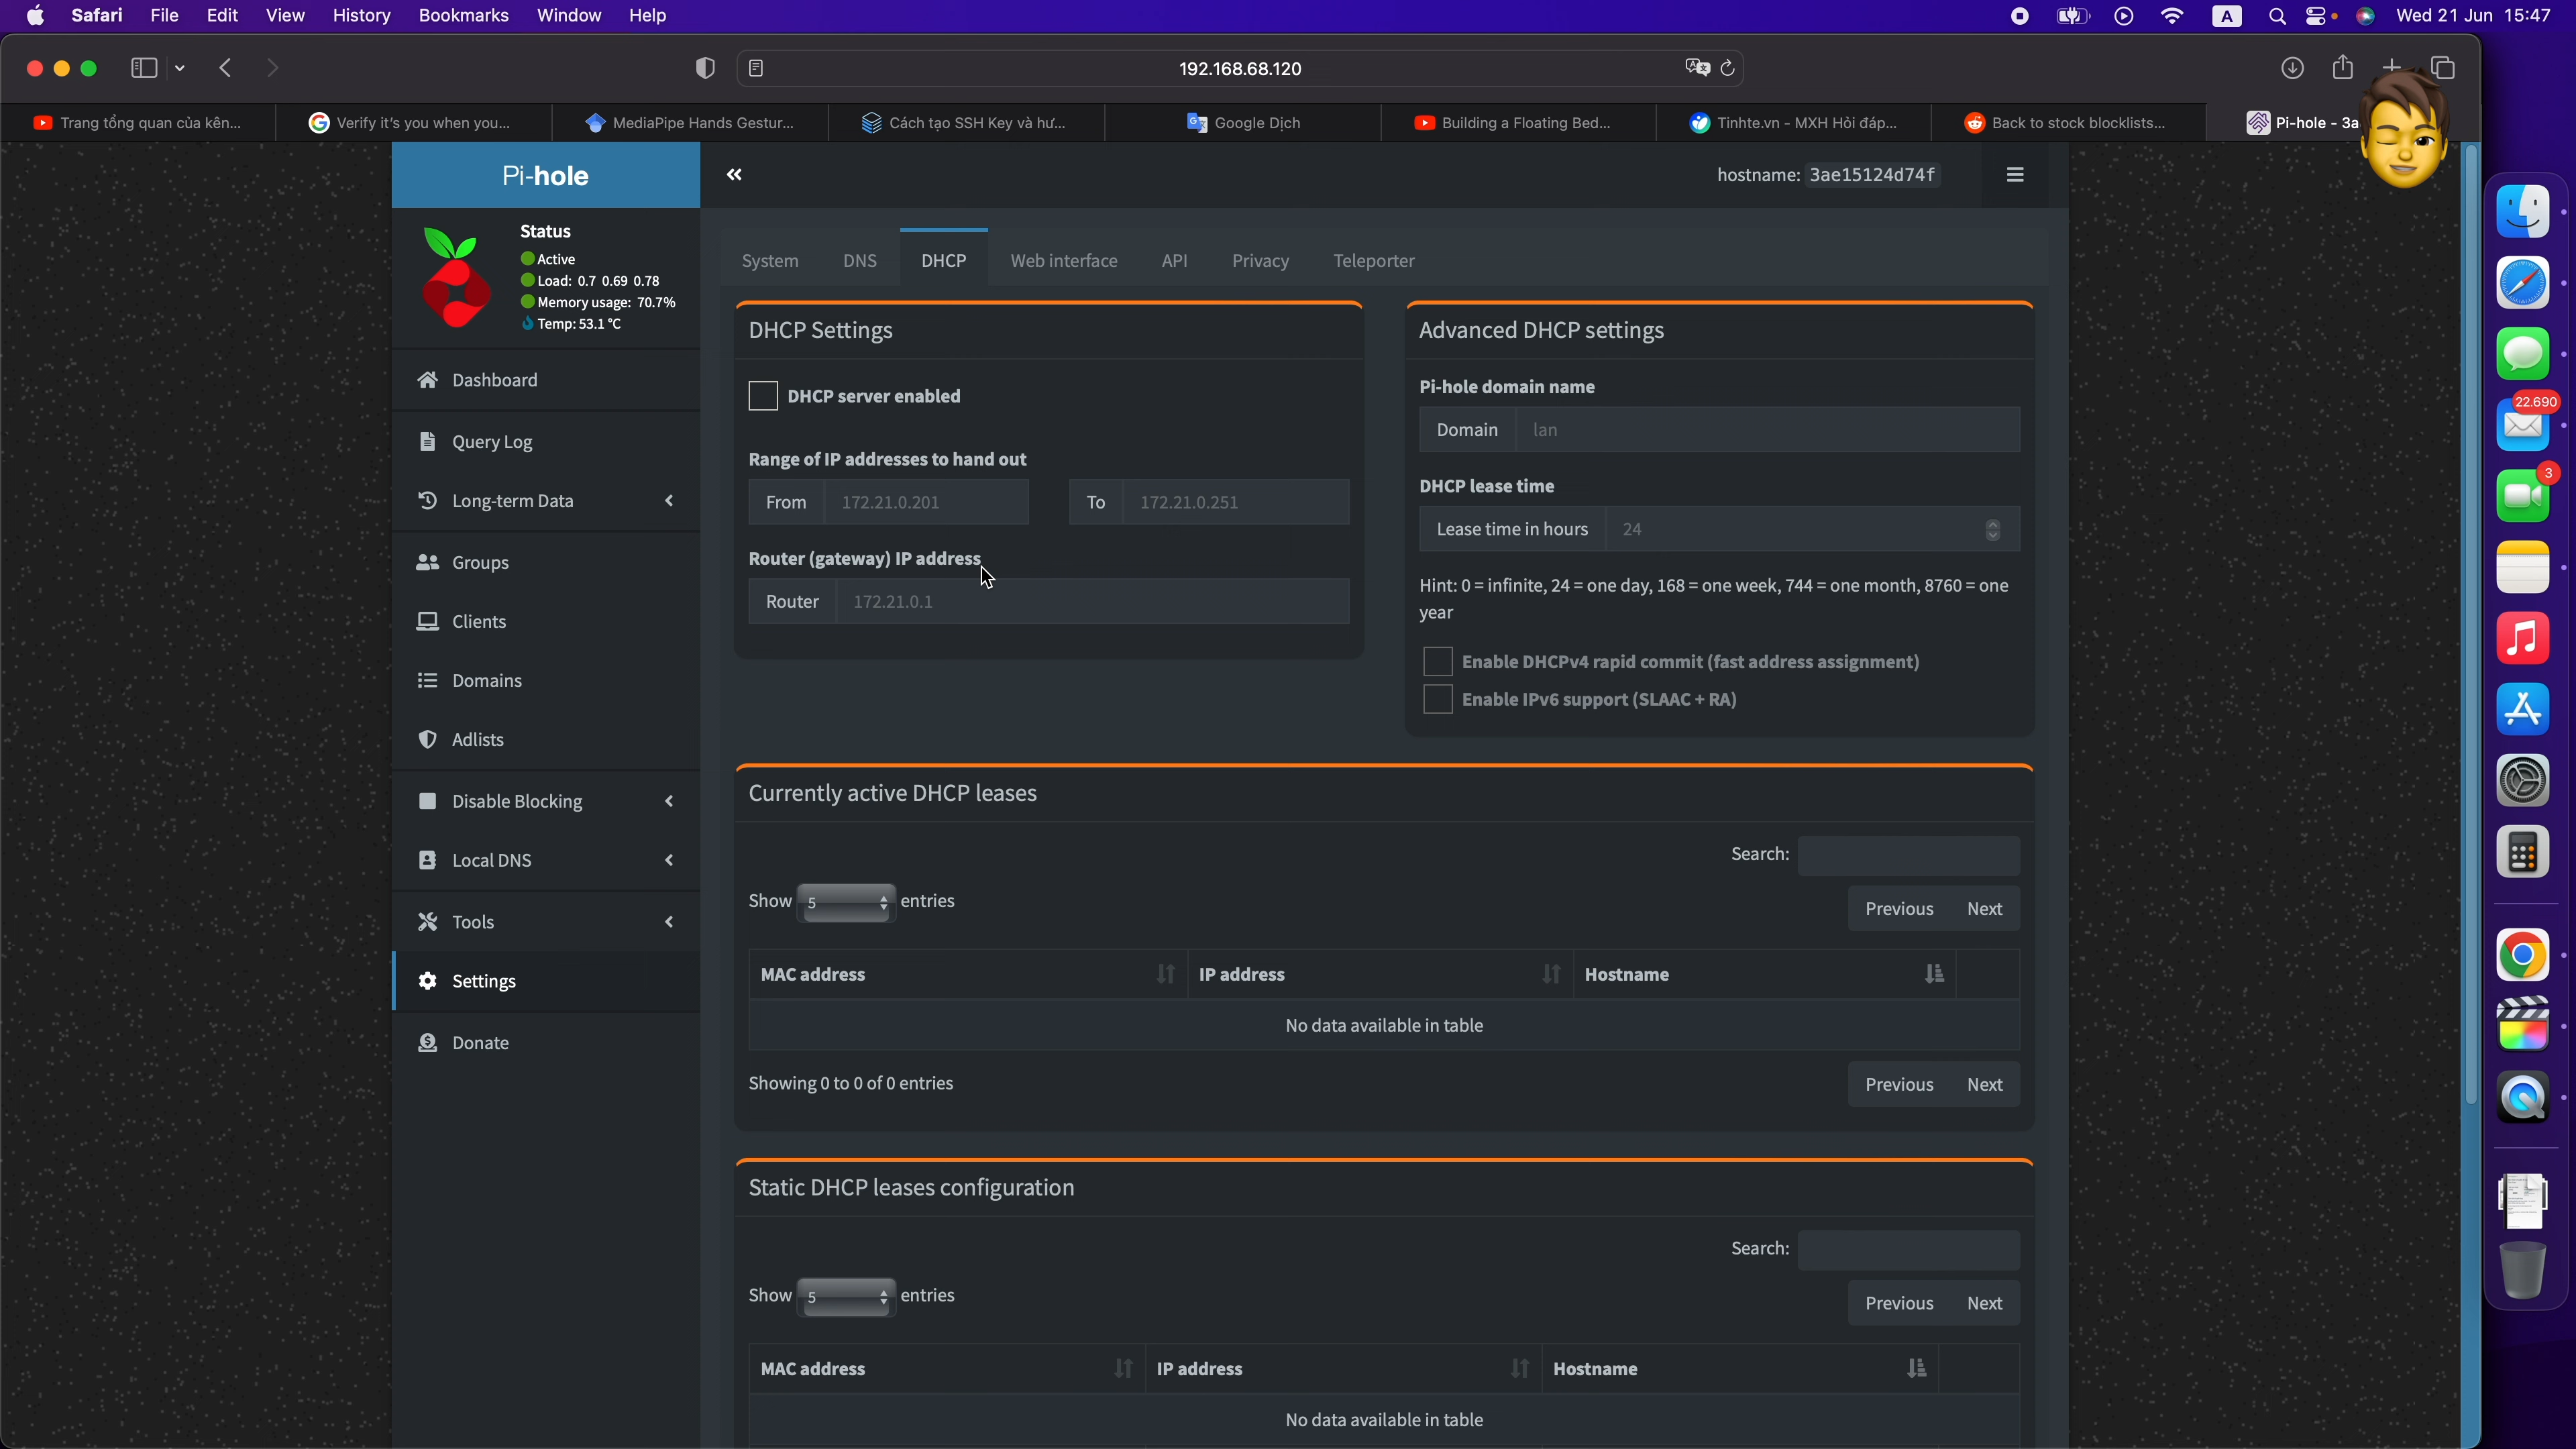 Safari File Edit View History Bookmarks Window Help A Wed 21 Jun 15:47
192.168.68.120
Trang tổng quan của kên... Verify it's you when you... MediaPipe Hands Gestur... Cách tạo SSH Key và hư... Google Dịch Building a Floating Bed... Tinhte.vn - MXH Hỏi đáp... Back to stock blocklists... Pi-hole - 3a
Pi-hole
hostname: 3ae15124d74f
Status
Active
Load: 0.7 0.69 0.78
Memory usage: 70.7%
Temp: 53.1 °C
Dashboard
Query Log
Long-term Data
Groups
Clients
Domains
Adlists
Disable Blocking
Local DNS
Tools
Settings
Donate
System DNS DHCP Web interface API Privacy Teleporter
DHCP Settings
DHCP server enabled
Range of IP addresses to hand out
From 172.21.0.201 To 172.21.0.251
Router (gateway) IP address
Router 172.21.0.1
Advanced DHCP settings
Pi-hole domain name
Domain lan
DHCP lease time
Lease time in hours 24
Hint: 0 = infinite, 24 = one day, 168 = one week, 744 = one month, 8760 = one
year
Enable DHCPv4 rapid commit (fast address assignment)
Enable IPv6 support (SLAAC + RA)
Currently active DHCP leases
Search:
Show 5 entries
Previous Next
MAC address IP address Hostname
No data available in table
Showing 0 to 0 of 0 entries
Previous Next
Static DHCP leases configuration
Search:
Show 5 entries
Previous Next
MAC address IP address Hostname
No data available in table
22.690
3